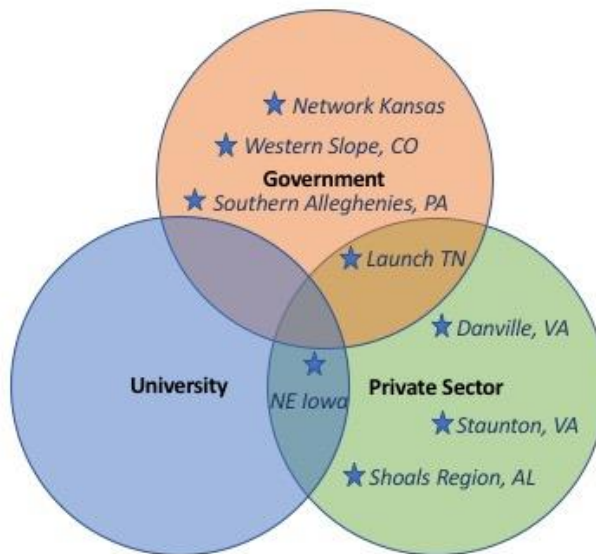 Network Kansas
Western Slope, CO
Government
Southern Alleghenies, PA
Launch TN
Danville, VA
University
Private Sector
NE Iowa
Staunton, VA
Shoals Region, AL